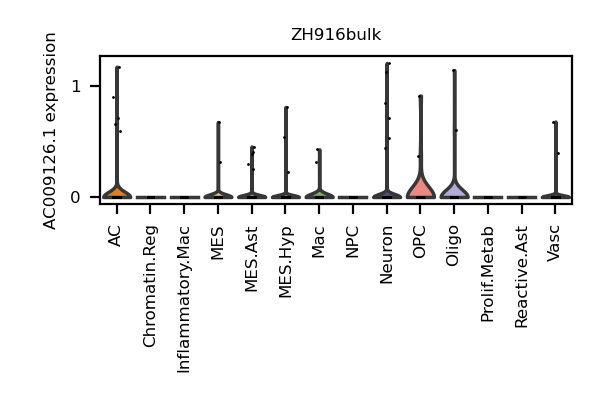 ZH916bulk
AC009126.1 expression
1
0
AC
Chromatin.Reg
Inflammatory.Mac
MES
MES.Ast
MES.Hyp
Mac
NPC
Neuron
OPC
Oligo
Prolif.Metab
Reactive.Ast
Vasc